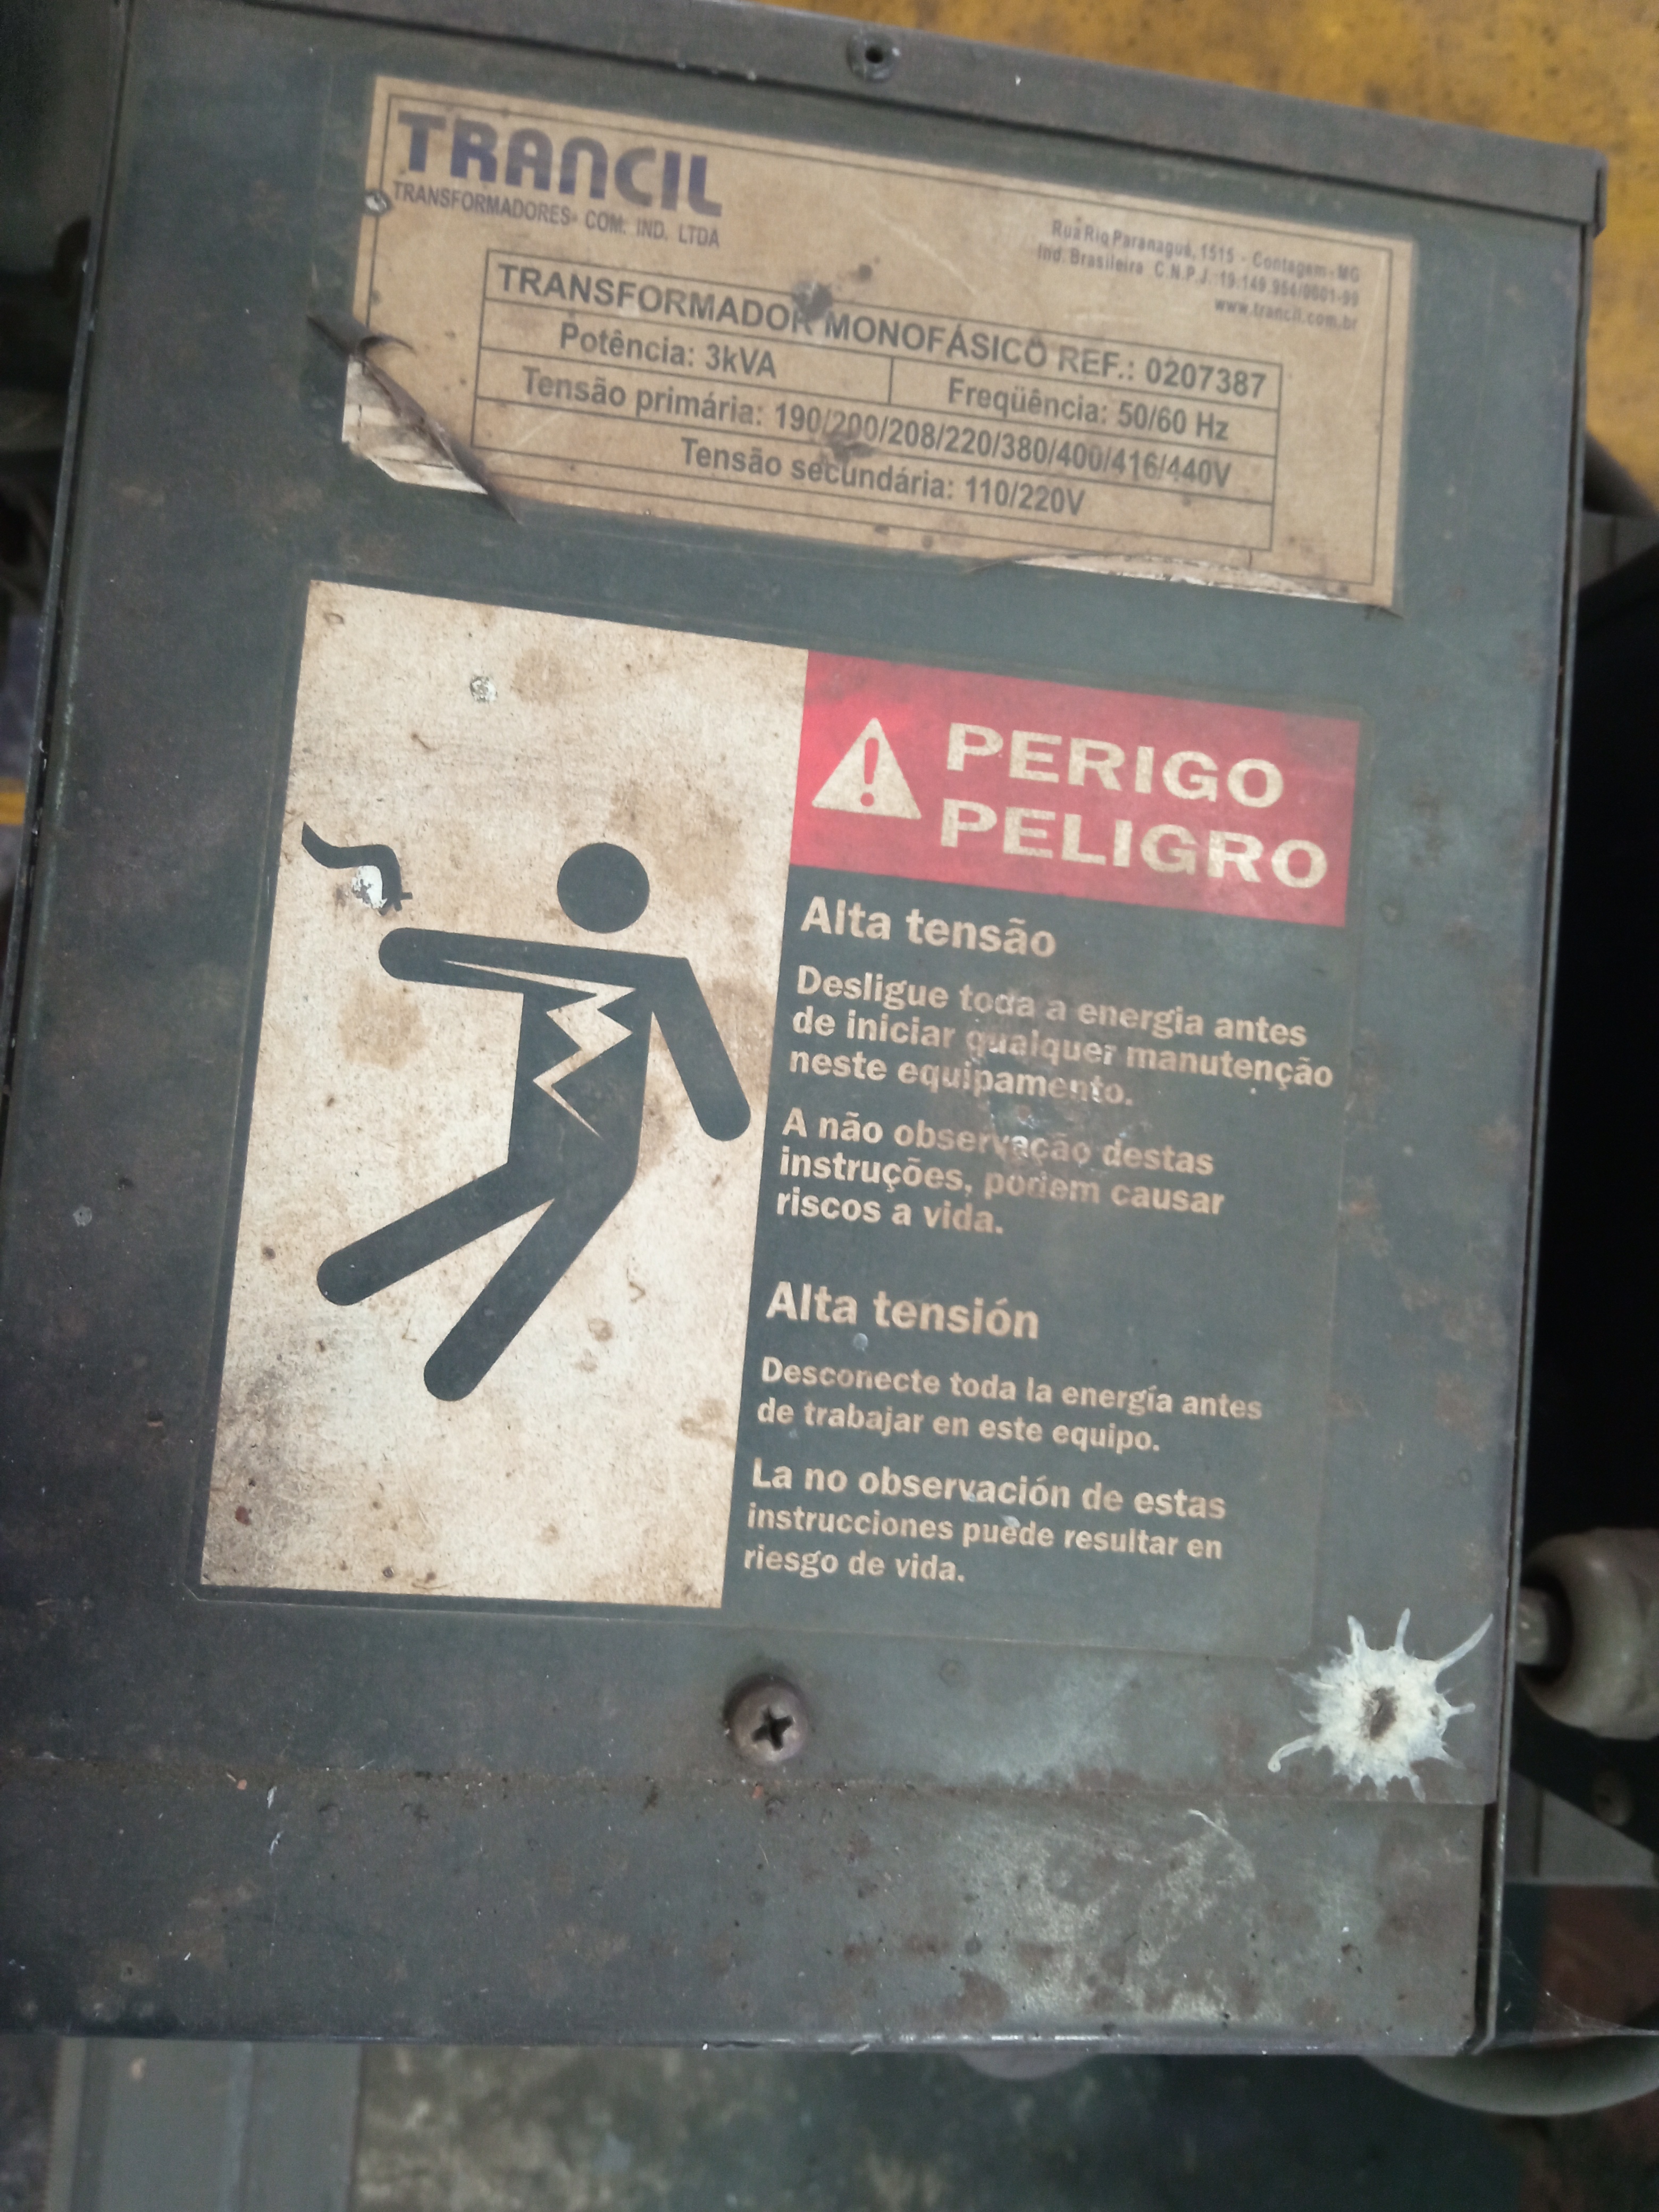 TRANCIL
TRANSFORMADORES COM. IND. LTDA
Rua Rio Paranaguá, 1515 - Contagem - MG
Ind. Brasileira C.N.P.J.:19.149.954/0001-99
www.trancil.com.br
TRANSFORMADOR MONOFÁSICO REF.: 0207387
Potência: 3kVA
Freqüência: 50/60 Hz
Tensão primária: 190/200/208/220/380/400/416/440V
Tensão secundária: 110/220V
PERIGO
PELIGRO
Alta tensão
Desligue toda a energia antes
de iniciar qualquer manutenção
neste equipamento.
A não observação destas
instruções, podem causar
riscos a vida.
Alta tensión
Desconecte toda la energía antes
de trabajar en este equipo.
La no observación de estas
instrucciones puede resultar en
riesgo de vida.